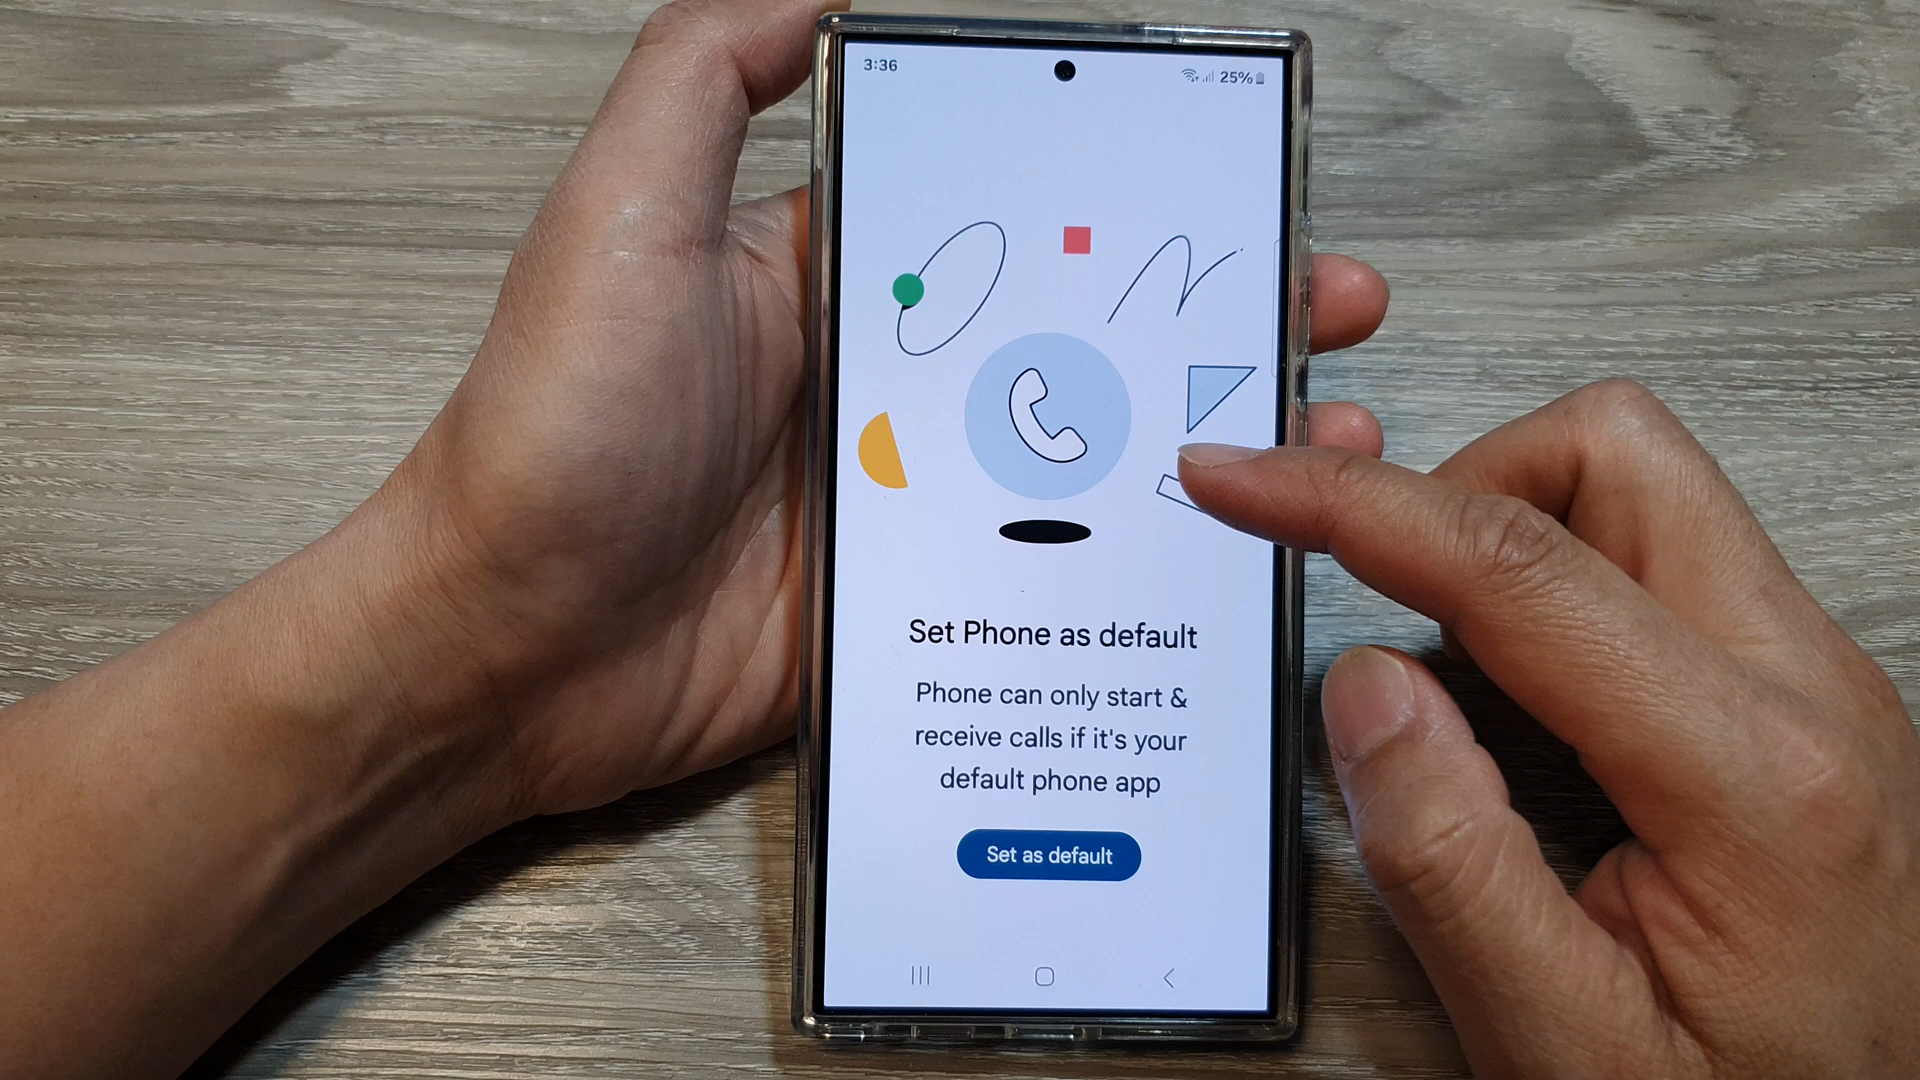 3:36
25%
Set Phone as default
Phone can only start &
receive calls if it's your
default phone app
Set as default